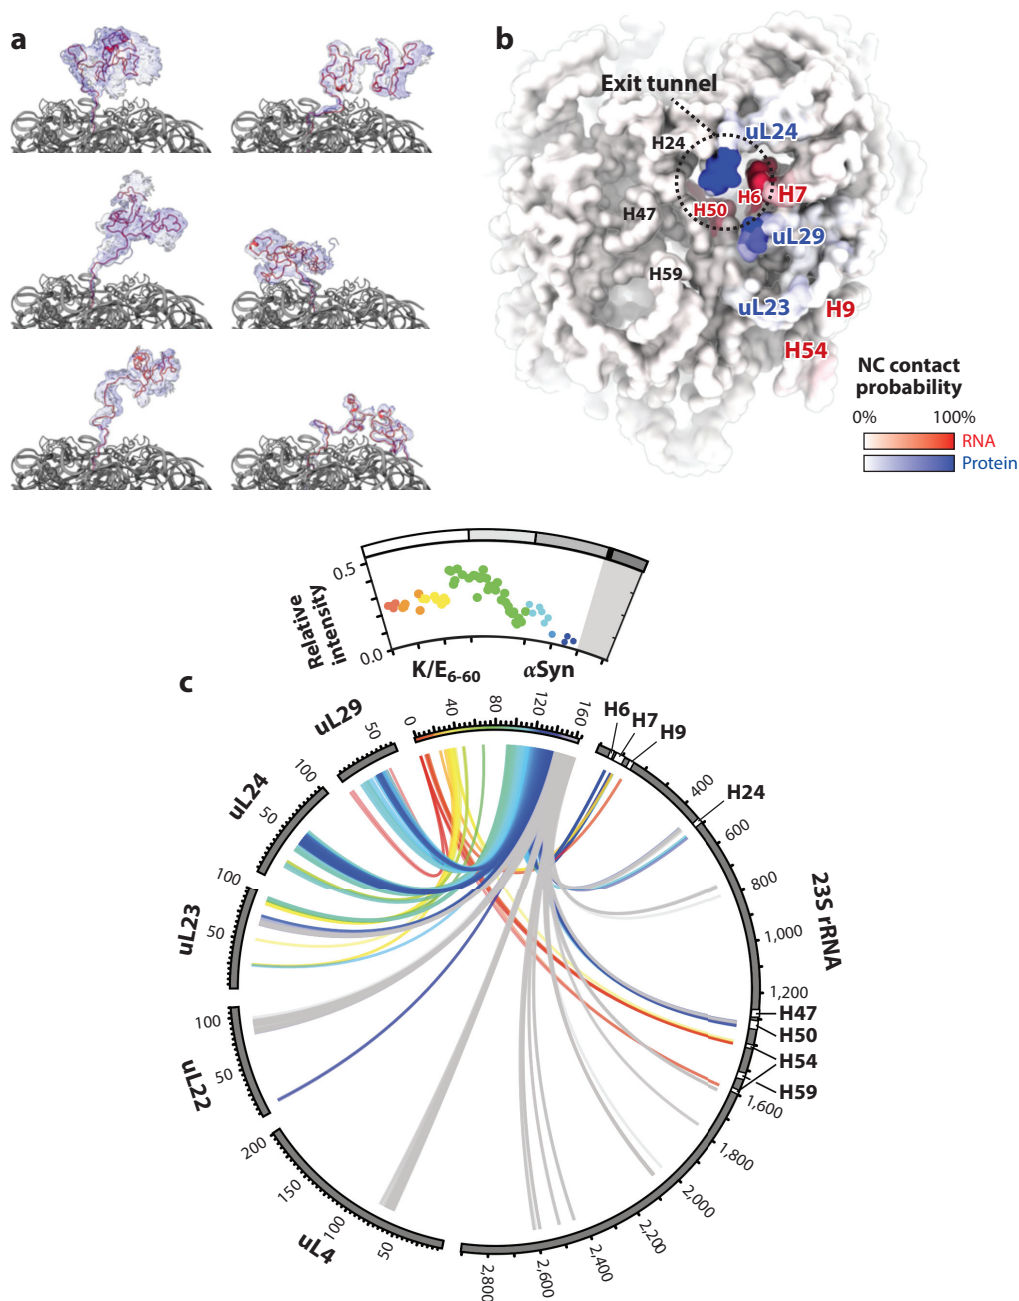 a
b
Exit tunnel
uL24
H24
H6
H7
H50
H47
uL29
H59
uL23
H9
H54
NC contact
probability
0%
100%
RNA
Protein
Relative
intensity
0.5
0.0
K/E6-60
αSyn
c
0
40
80
120
160
uL29
50
uL24
100
50
uL23
100
50
uL22
100
50
uL4
200
150
100
50
H6
H7
H9
400
H24
600
800
23S rRNA
1,000
1,200
H47
H50
H54
H59
1,600
1,800
2,000
2,200
2,400
2,600
2,800